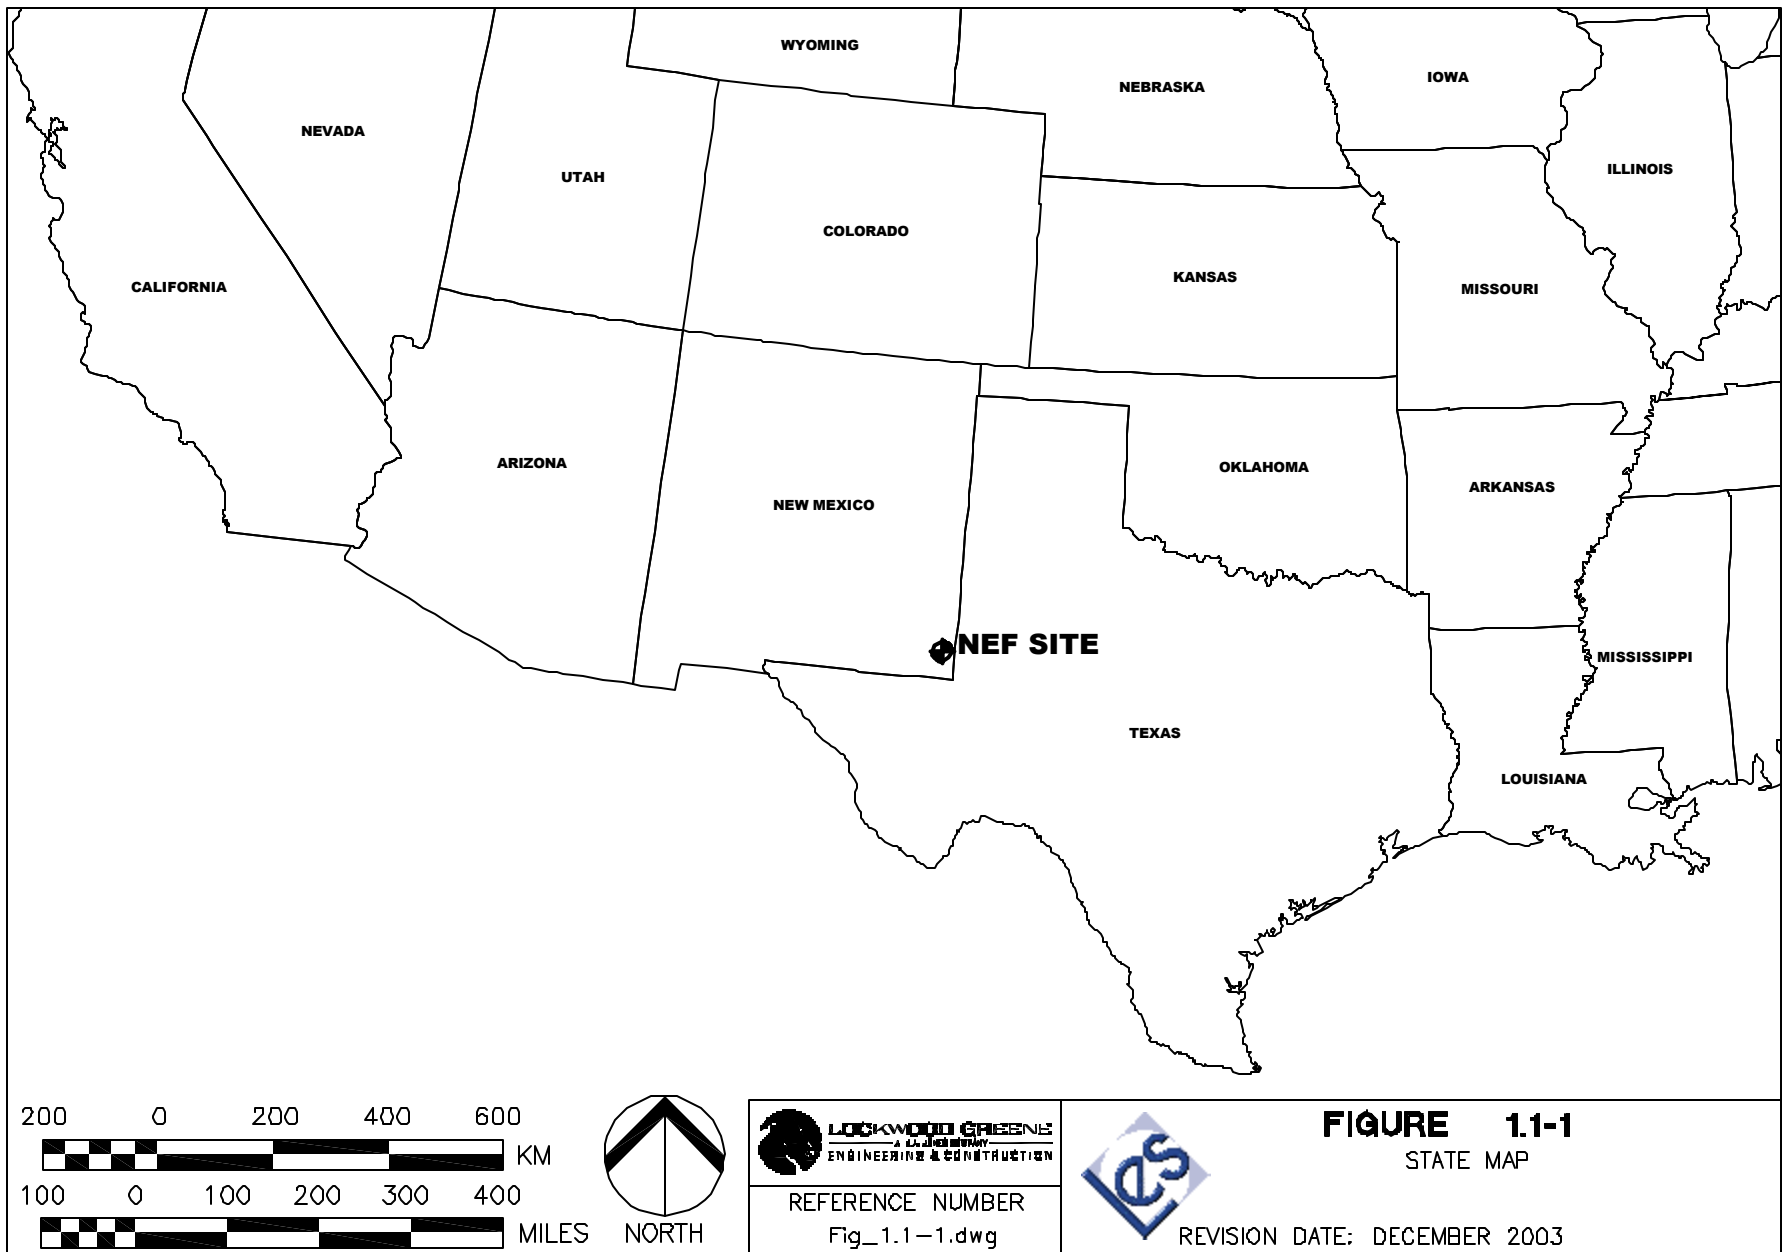 WYOMING
IOWA
NEBRASKA
NEVADA
ILLINOIS
UTAH
COLORADO
KANSAS
CALIFORNIA
MISSOURI
ARIZONA
OKLAHOMA
ARKANSAS
NEW MEXICO
NEF SITE
MISSISSIPPI
TEXAS
LOUISIANA
200 0 200 400 600
KM
100 0 100 200 300 400
MILES
NORTH
LOCKWOOD GREENE
ENGINEERING & CONSTRUCTION
REFERENCE NUMBER
Fig_1.1-1.dwg
LES
FIGURE 1.1-1
STATE MAP
REVISION DATE: DECEMBER 2003